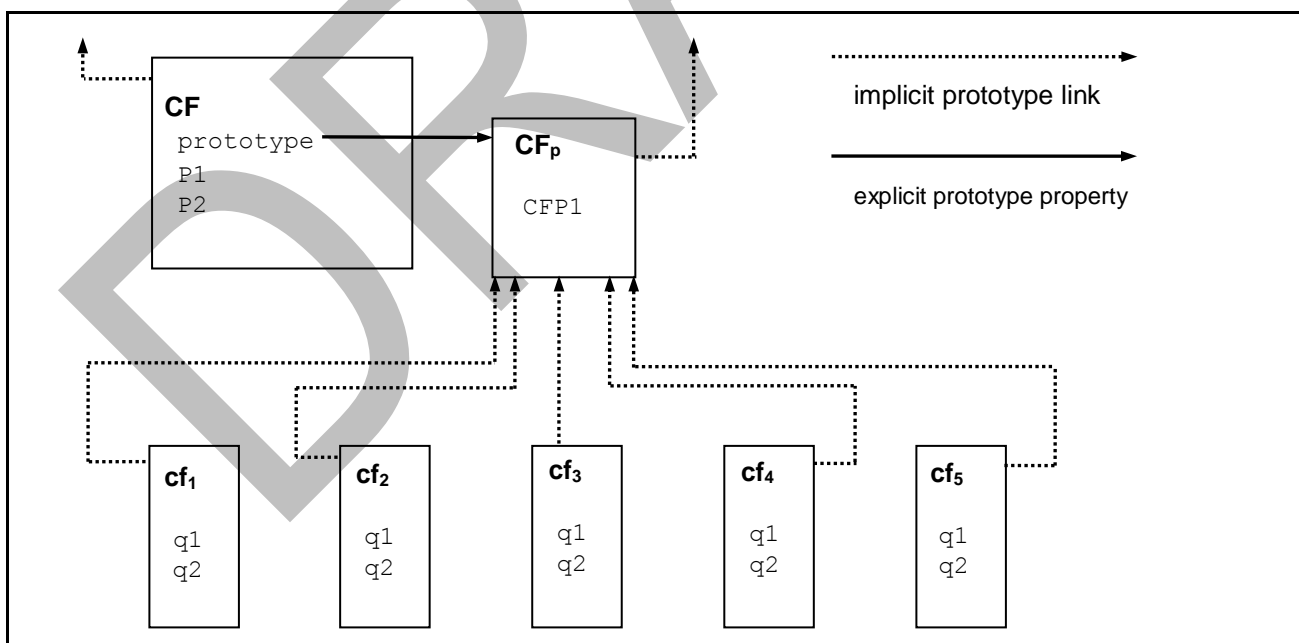 CF
prototype
P1
P2
CFp
CFP1
implicit prototype link
explicit prototype property
cf1
q1
q2
cf2
q1
q2
cf3
q1
q2
cf4
q1
q2
cf5
q1
q2